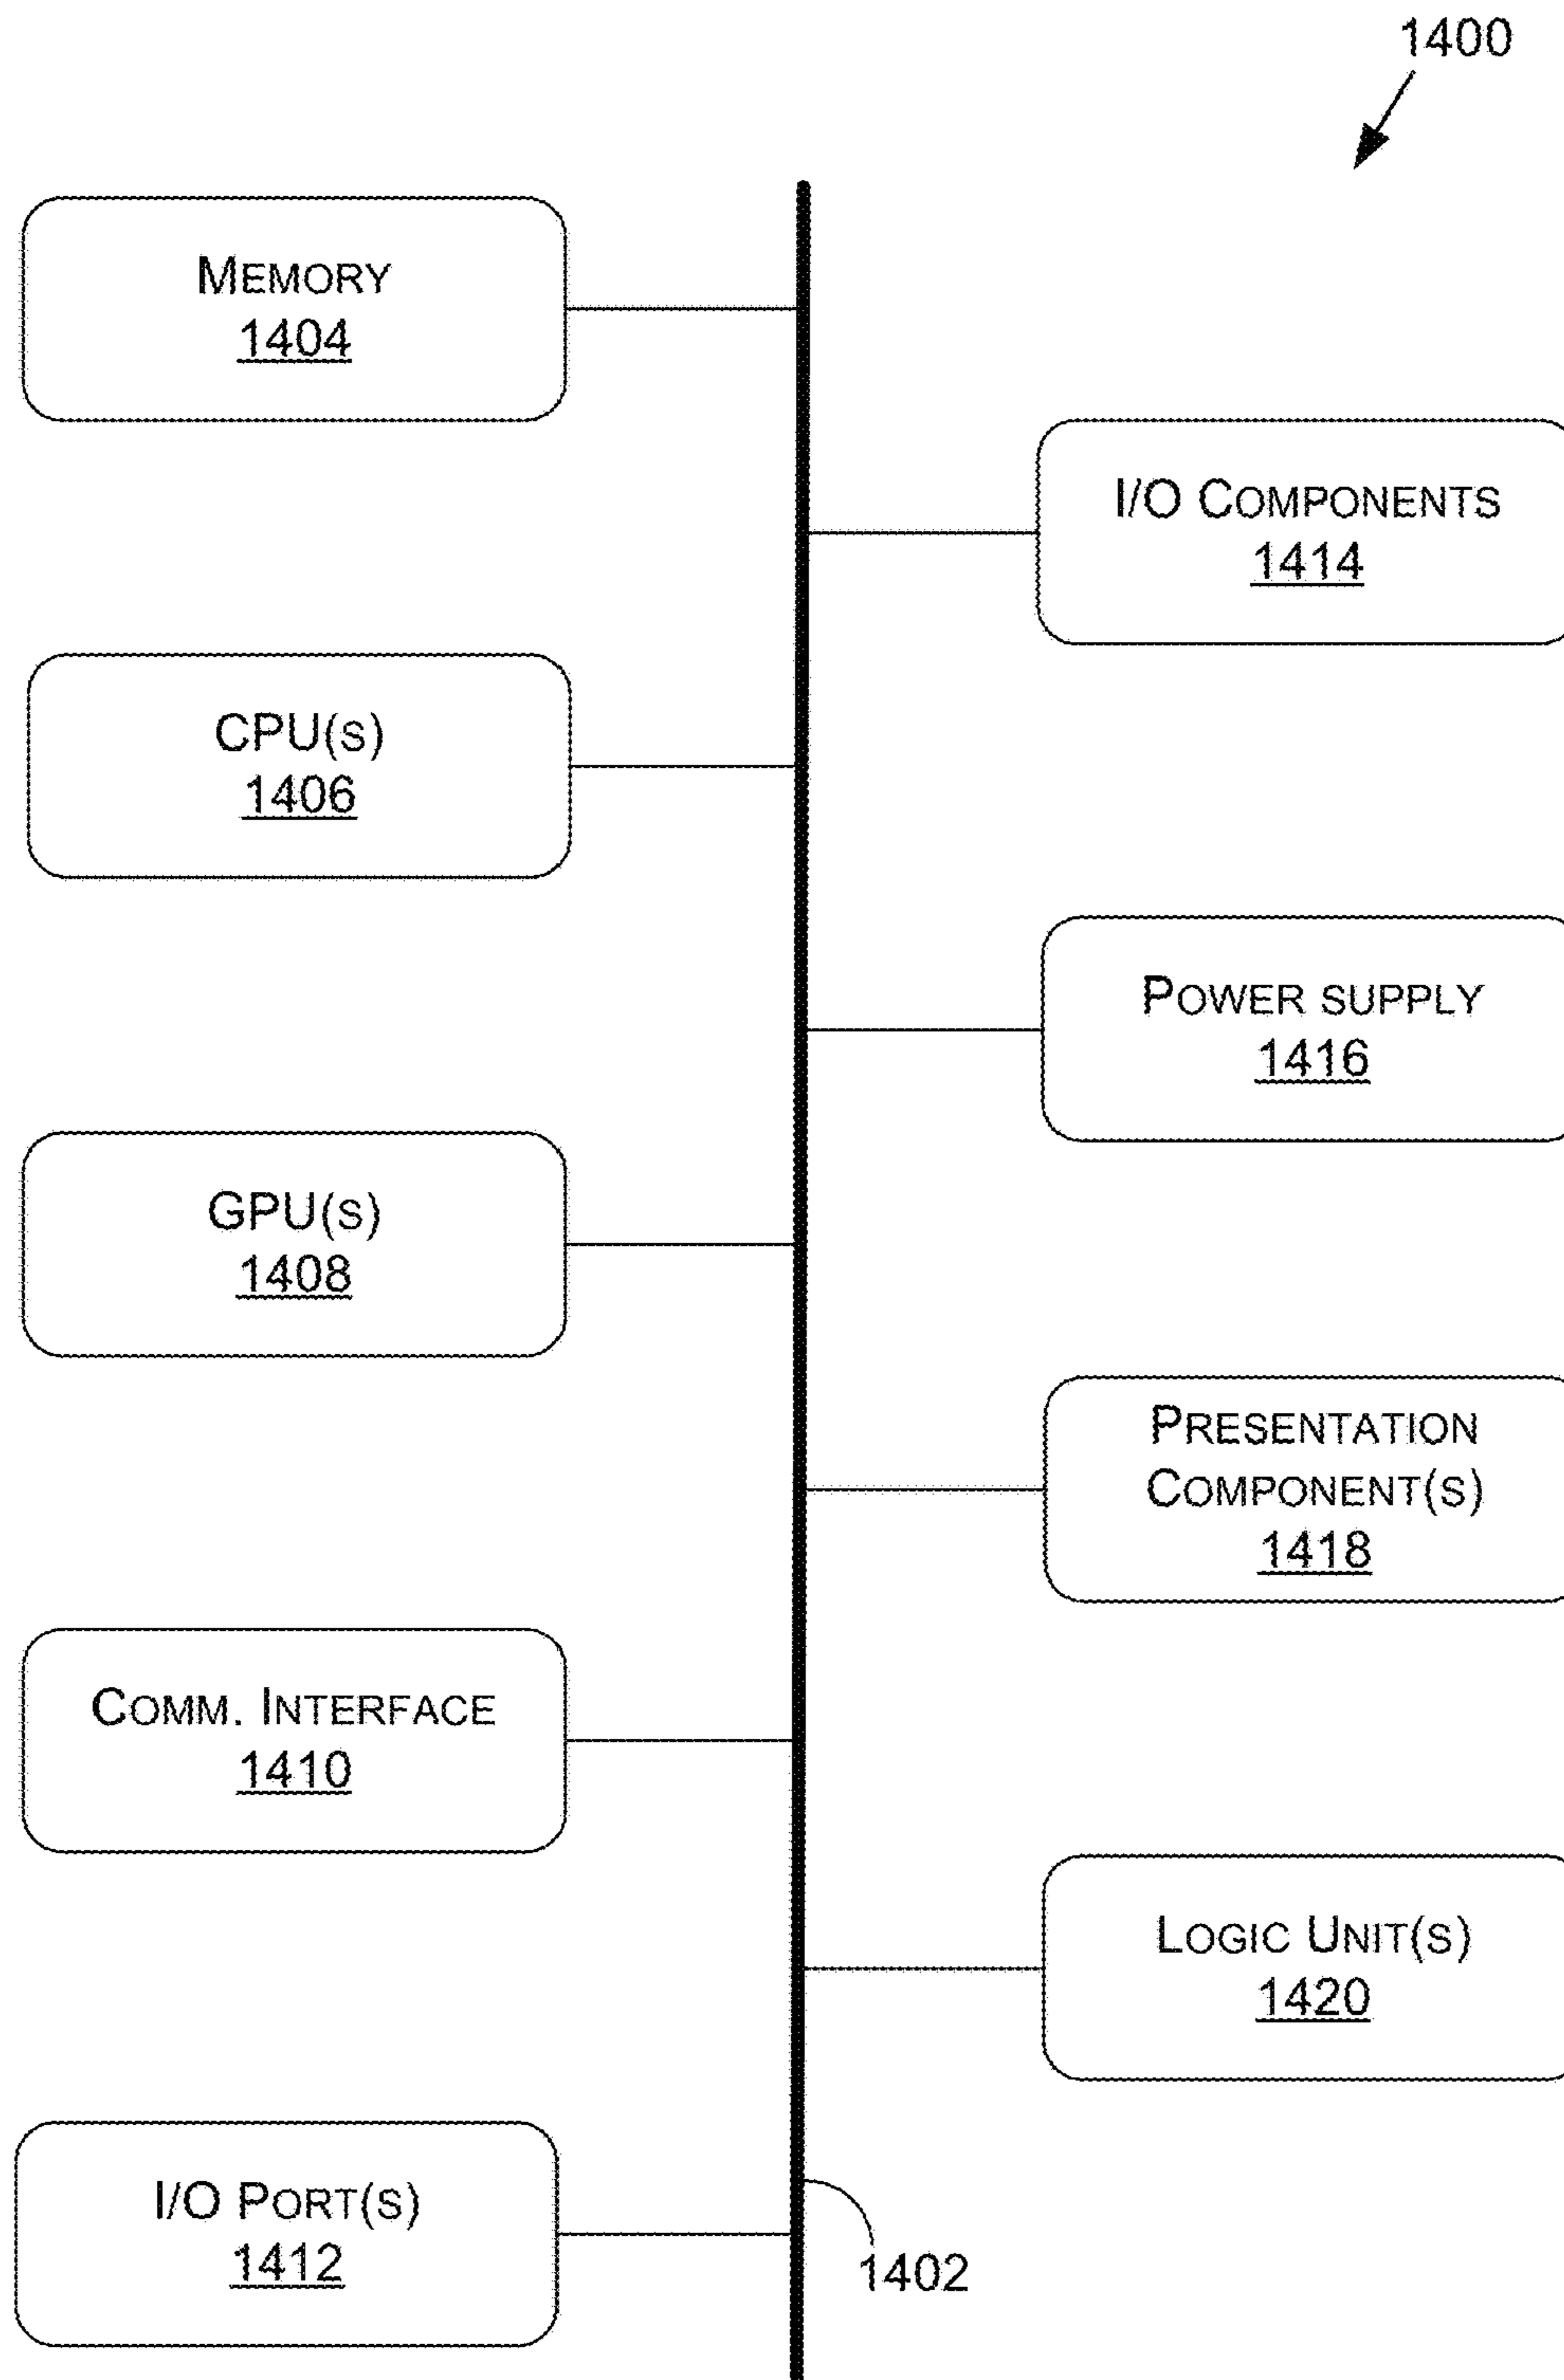 1400
MEMORY
1404
I/O COMPONENTS
1414
CPU(S)
1406
POWER SUPPLY
1416
GPU(S)
1408
PRESENTATION
COMPONENT(S)
1418
COMM. INTERFACE
1410
LOGIC UNIT(S)
1420
I/O PORT(S)
1412
1402